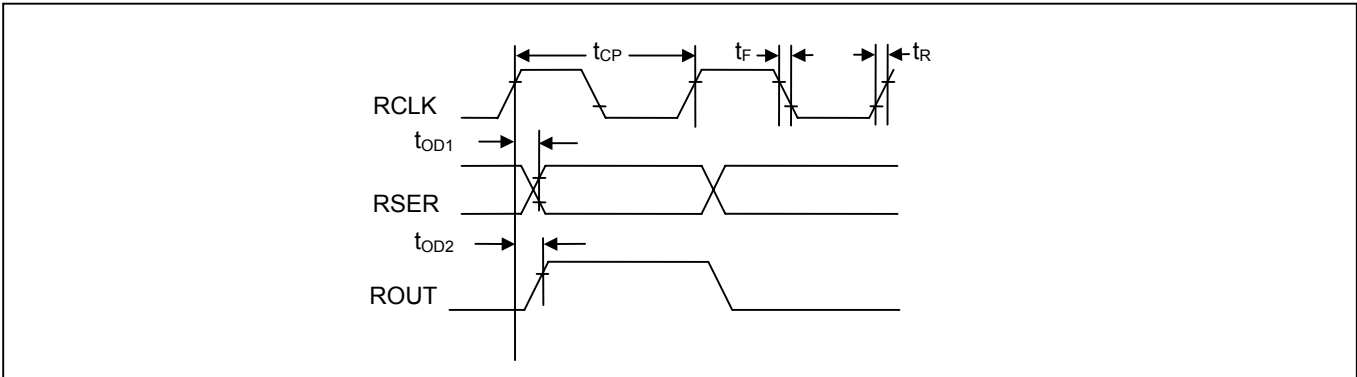 tCP
tF
tR
RCLK
tOD1
RSER
tOD2
ROUT